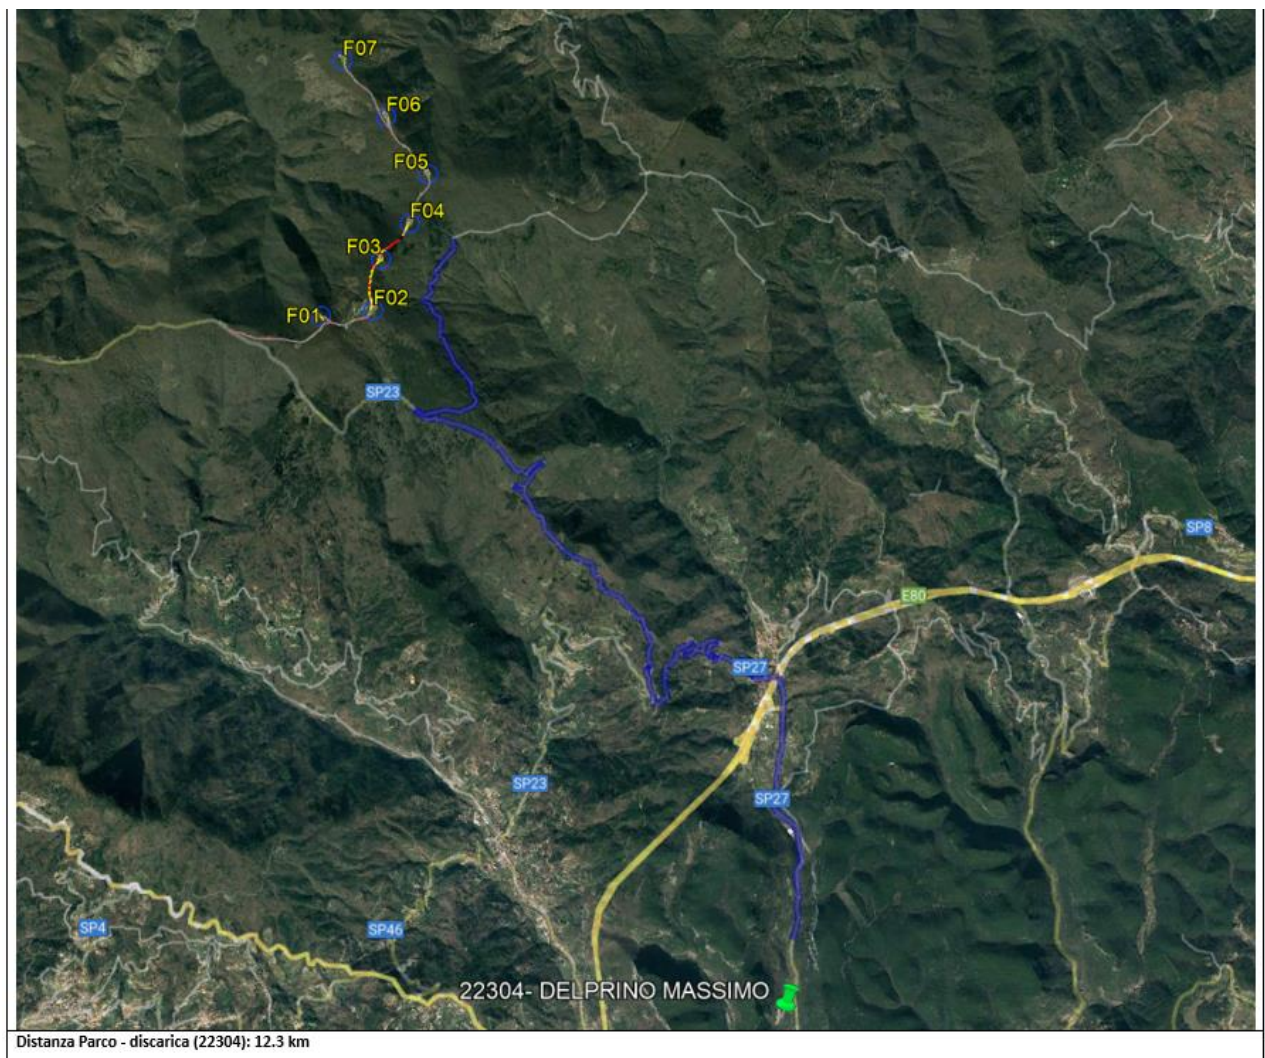 F07
F06
F05
F04
F03
F02
F01
SP23
SP8
E80
SP27
SP23
SP27
SP4
SP46
22304- DELPRINO MASSIMO
Distanza Parco - discarica (22304): 12.3 km